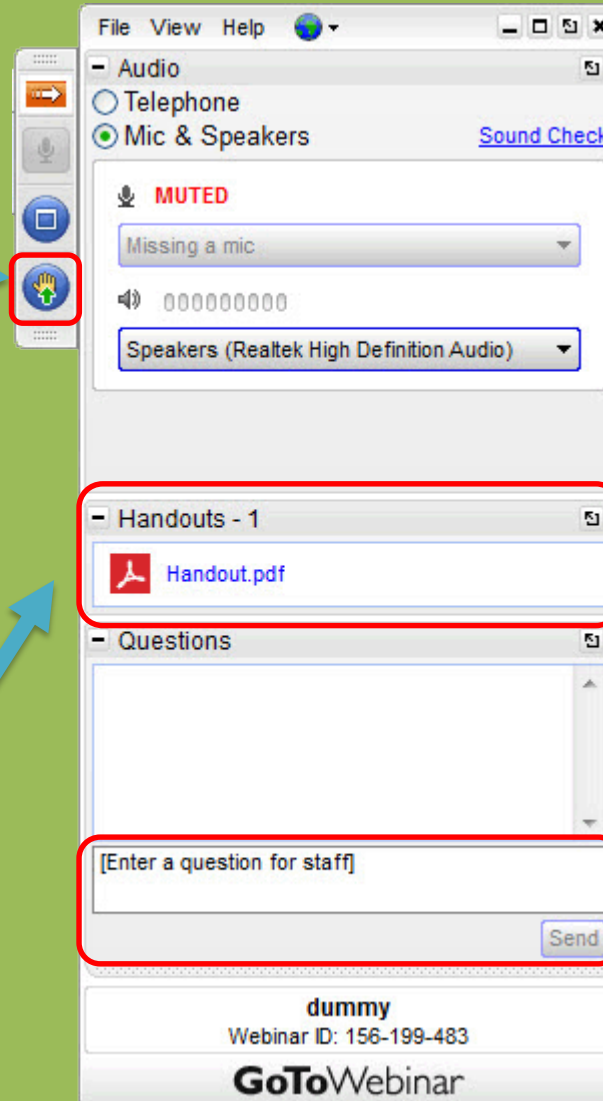 File View Help
Audio
Telephone
Mic & Speakers Sound Check
MUTED
Missing a mic
000000000
Speakers (Realtek High Definition Audio)
Handouts - 1
Handout.pdf
Questions
[Enter a question for staff]
Send
dummy
Webinar ID: 156-199-483
GoToWebinar